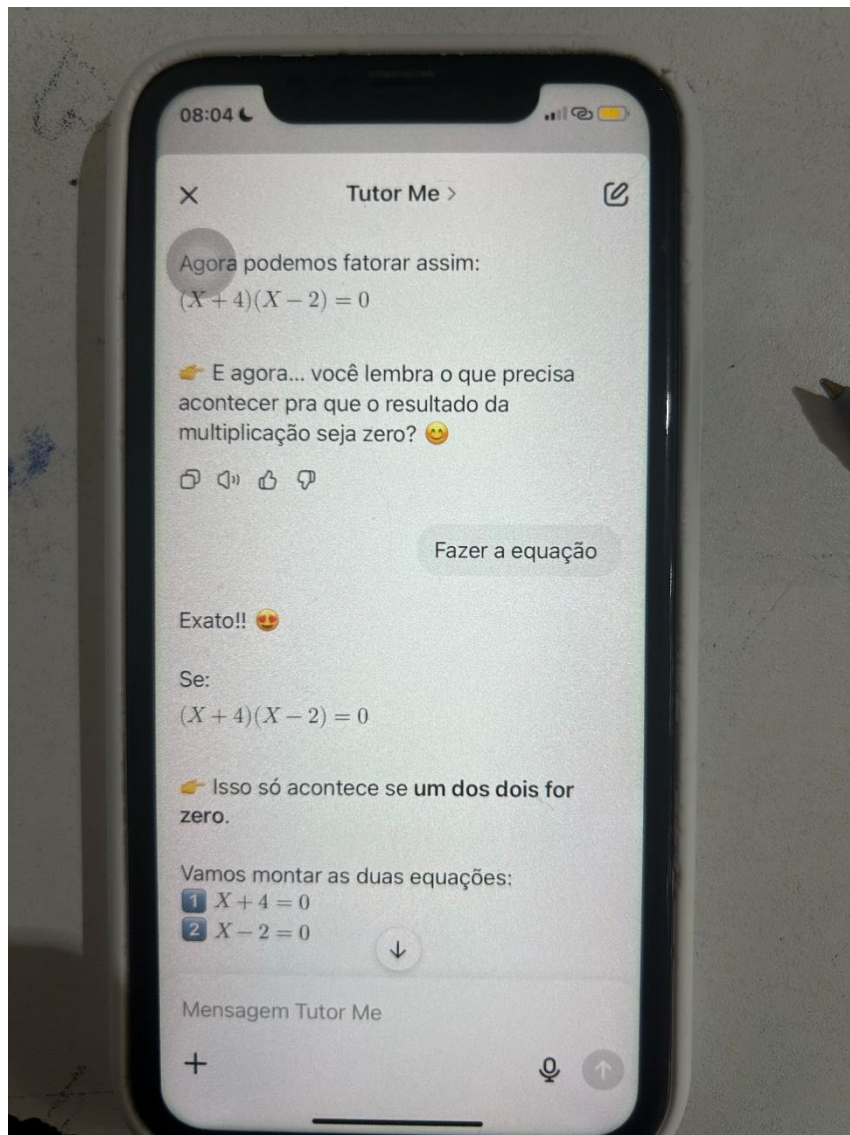 08:04
Tutor Me >
Agora podemos fatorar assim:
(X + 4)(X − 2) = 0
👉 E agora... você lembra o que precisa
acontecer pra que o resultado da
multiplicação seja zero? 😊
Fazer a equação
Exato!! 😍
Se:
(X + 4)(X − 2) = 0
👉 Isso só acontece se um dos dois for
zero.
Vamos montar as duas equações:
1️⃣ X + 4 = 0
2️⃣ X − 2 = 0
Mensagem Tutor Me